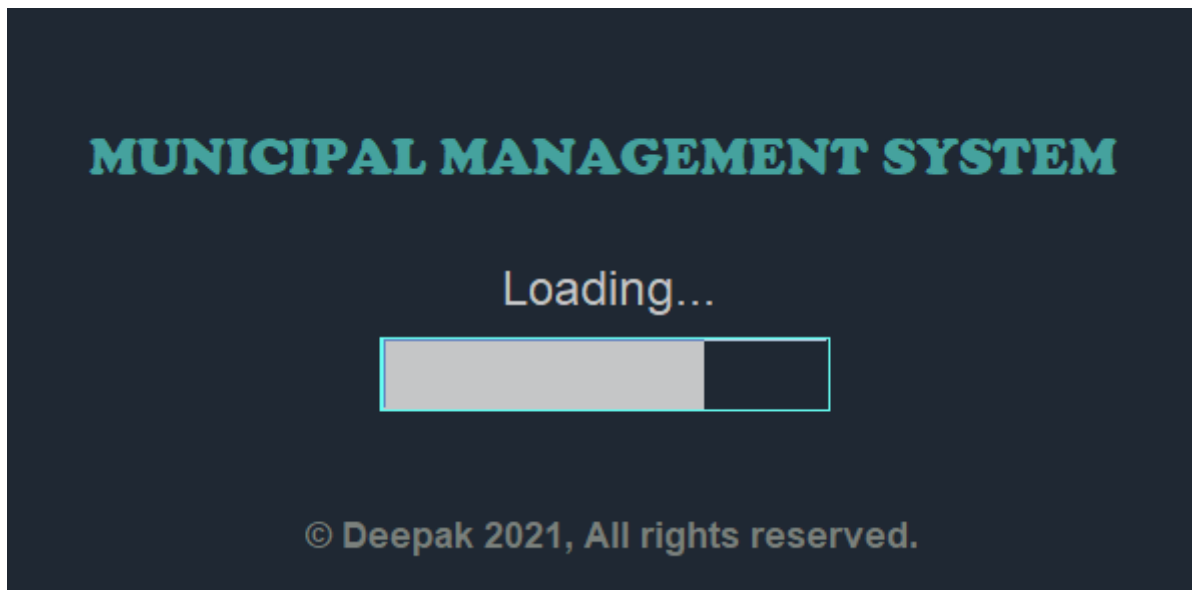 MUNICIPAL MANAGEMENT SYSTEM
Loading...
© Deepak 2021, All rights reserved.